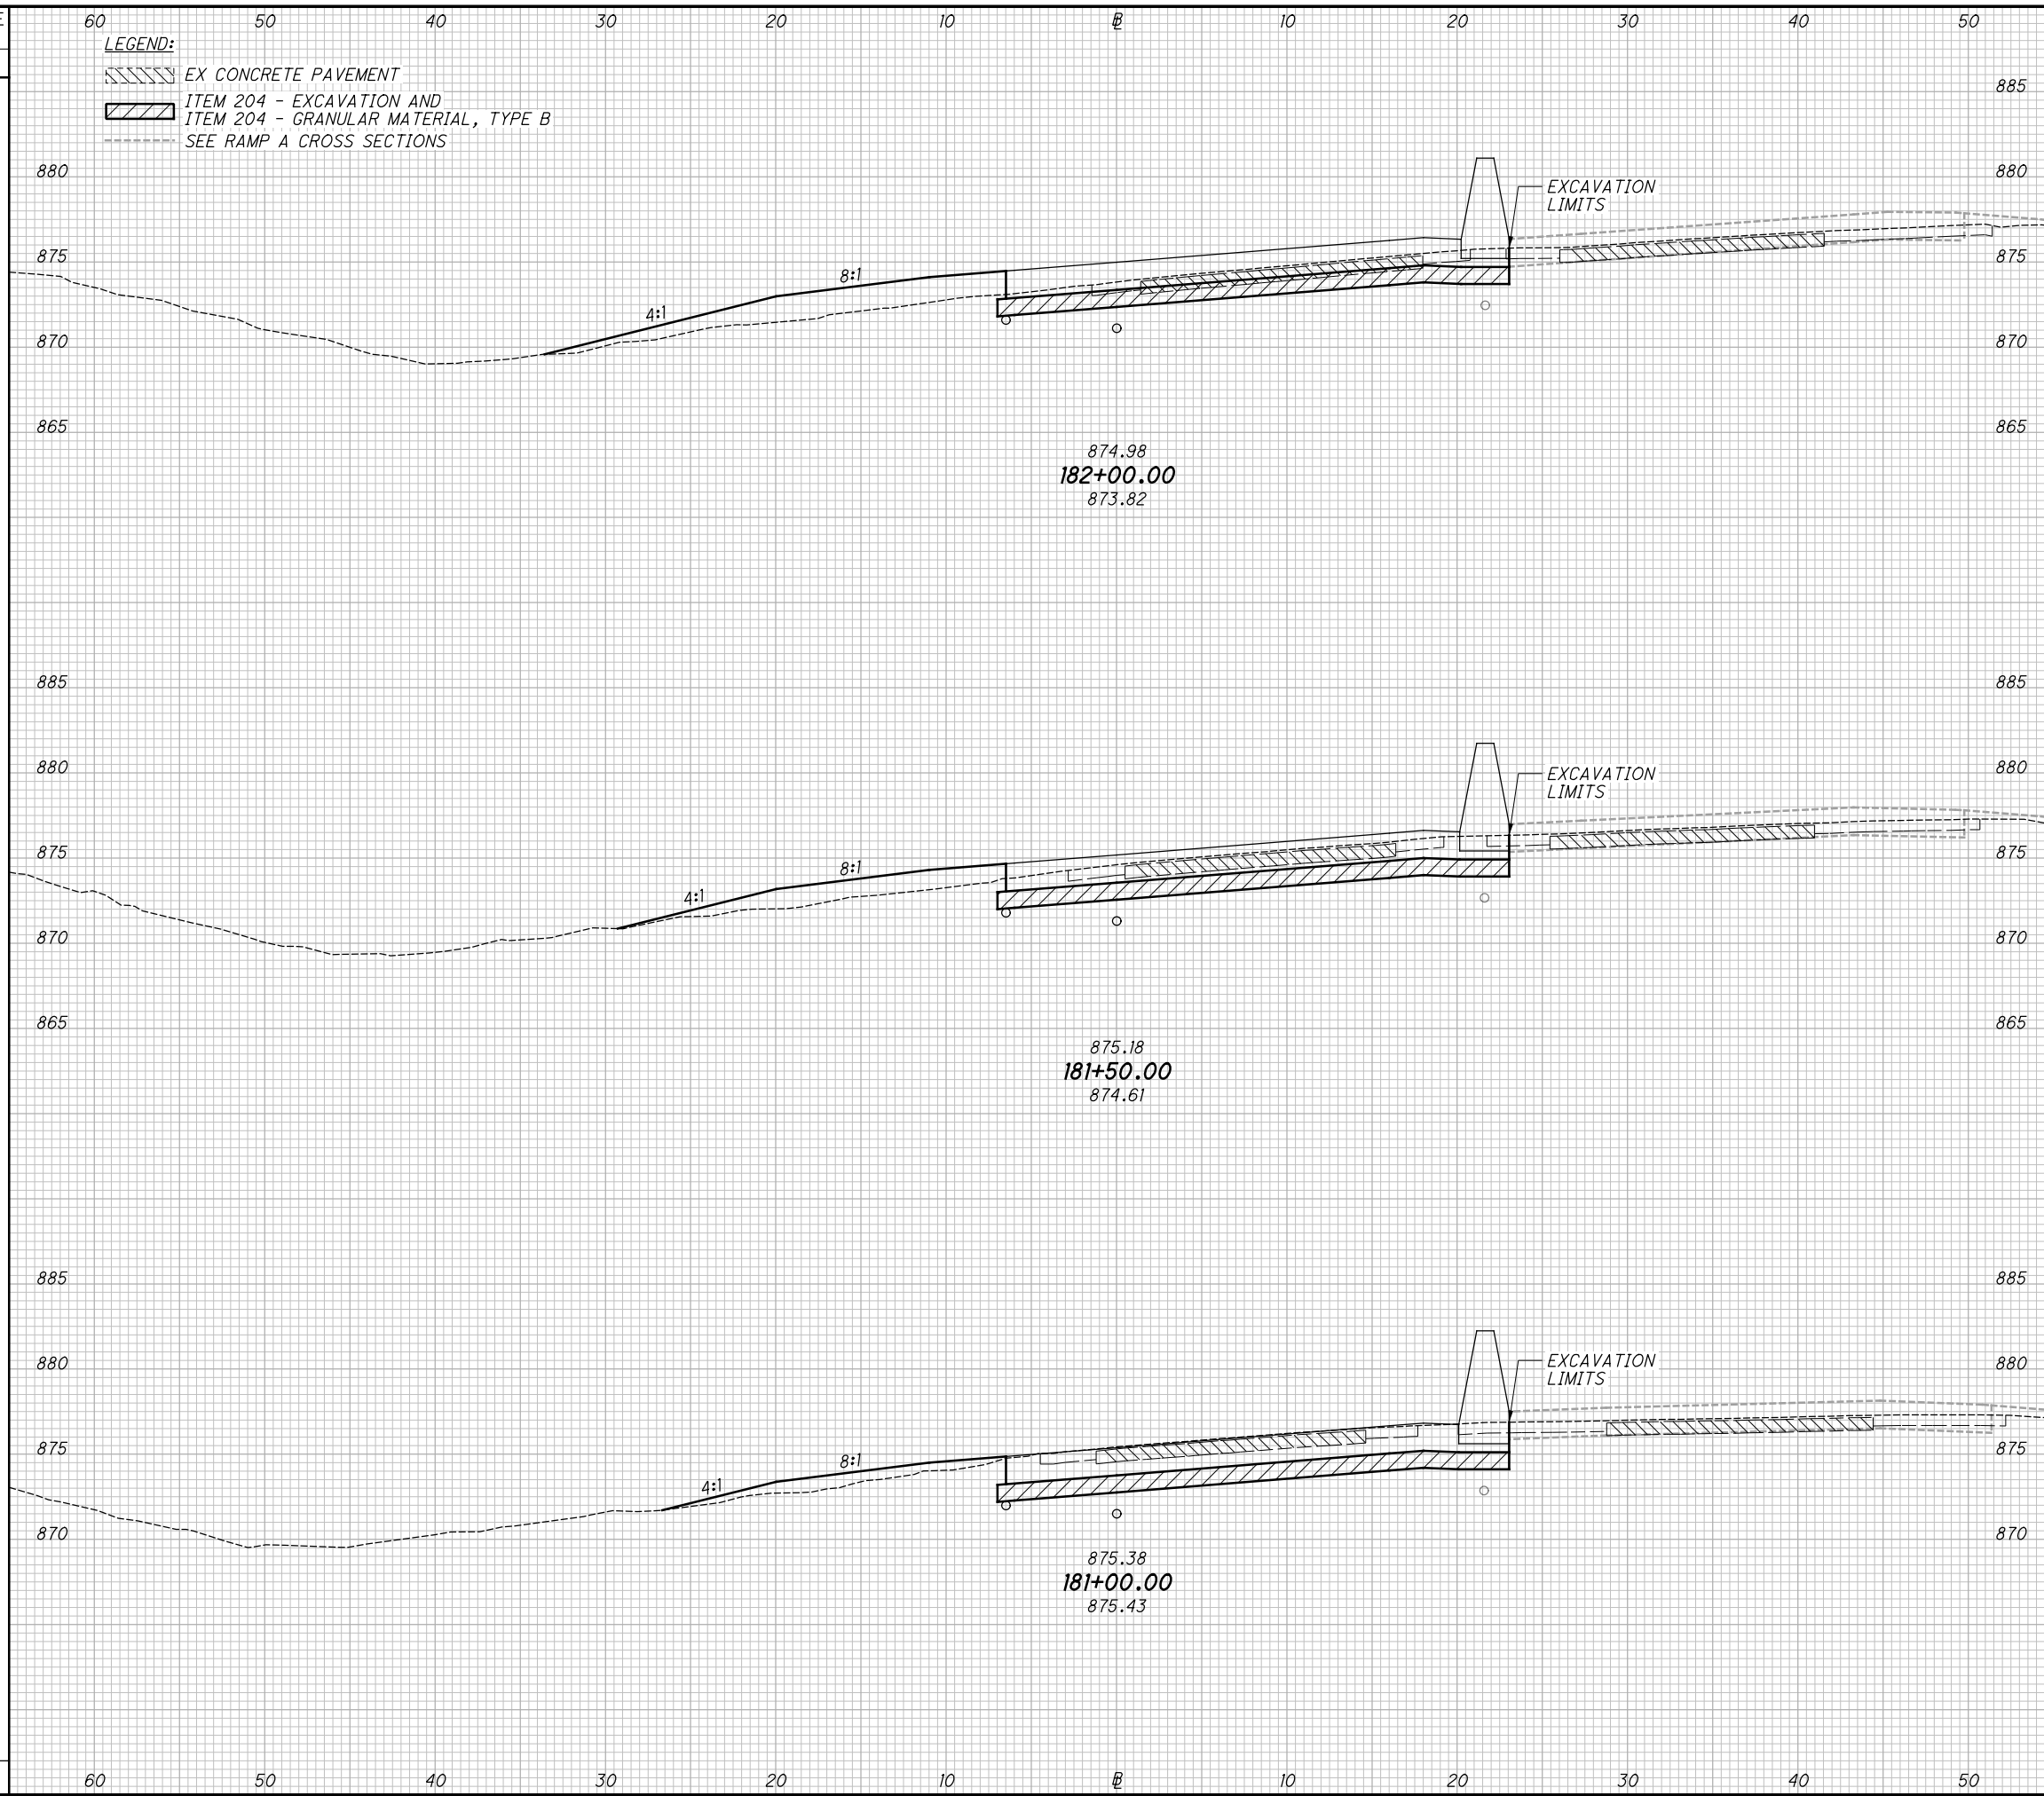 60 50 40 30 20 10 BL 10 20 30 40 50
LEGEND:
EX CONCRETE PAVEMENT
ITEM 204 - EXCAVATION AND
ITEM 204 - GRANULAR MATERIAL, TYPE B
SEE RAMP A CROSS SECTIONS
885
880 880
EXCAVATION
LIMITS
875 875
8:1
4:1
870 870
865 865
874.98
182+00.00
873.82
885 885
880 880
EXCAVATION
LIMITS
875 875
8:1
4:1
870 870
865 865
875.18
181+50.00
874.61
885 885
880 880
EXCAVATION
LIMITS
875 875
8:1
4:1
870 870
875.38
181+00.00
875.43
60 50 40 30 20 10 BL 10 20 30 40 50